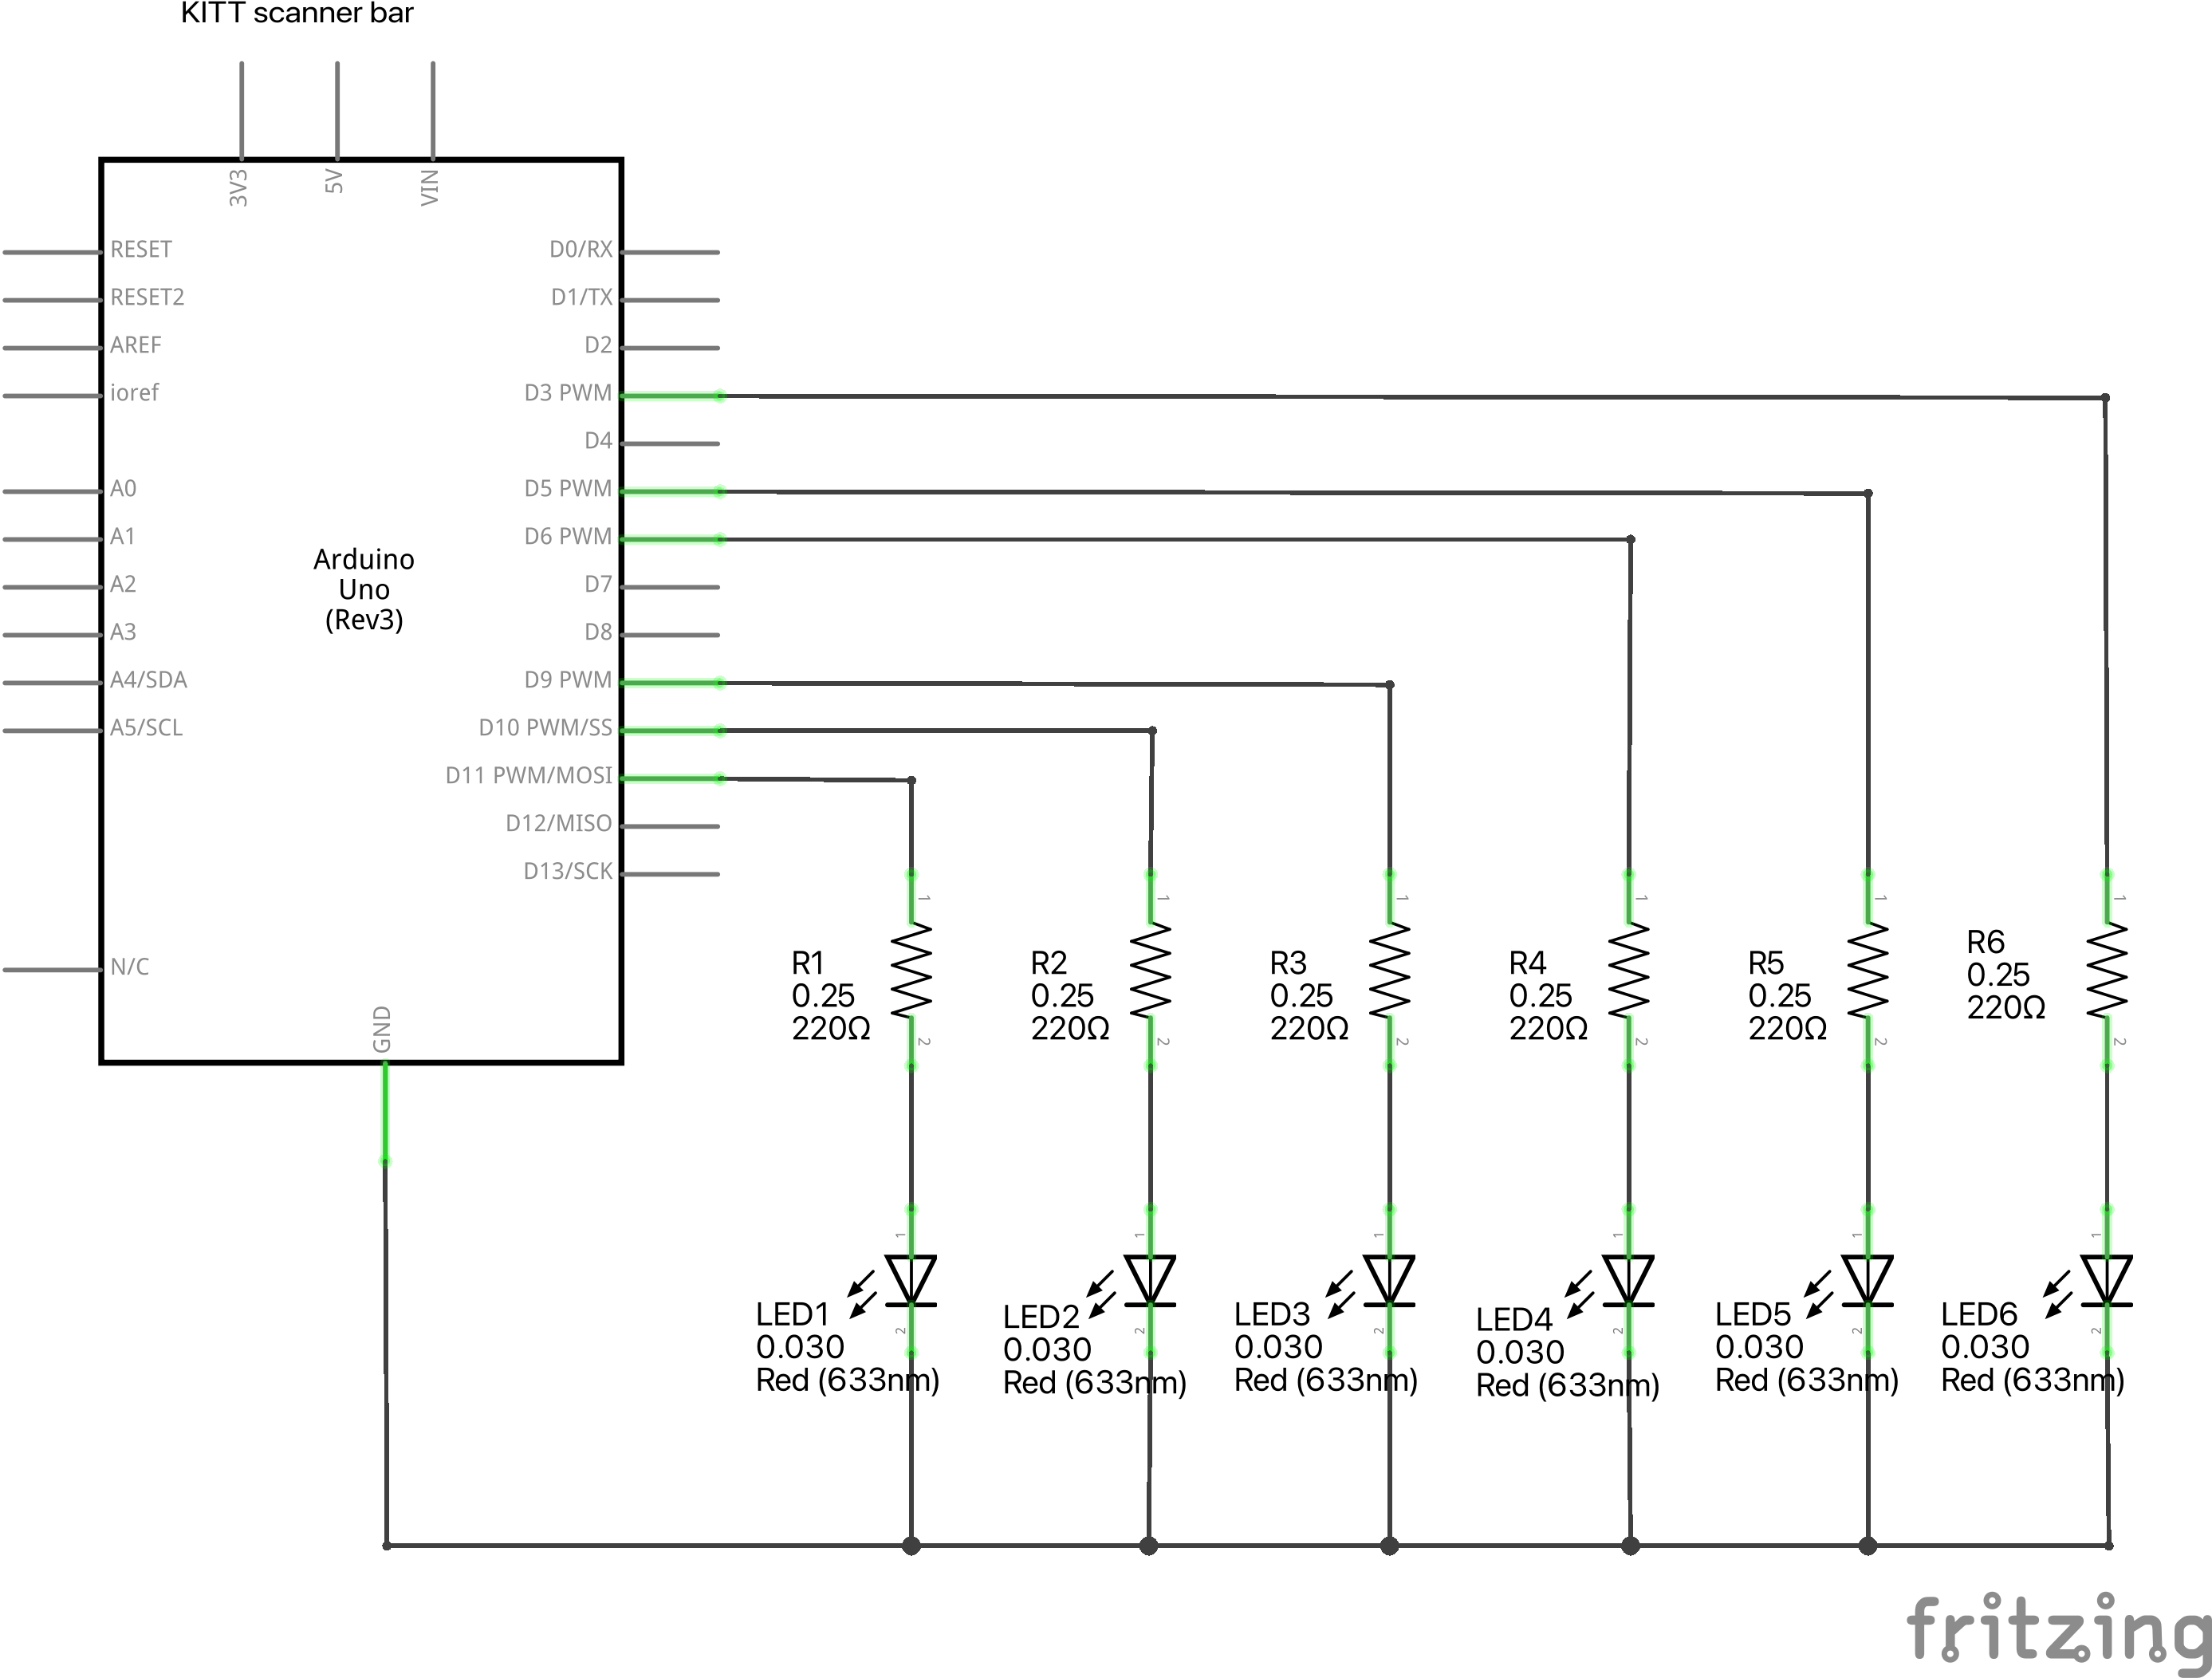 KITT scanner bar
3V3
5V
VIN
RESET
RESET2
AREF
ioref
A0
A1
A2
A3
A4/SDA
A5/SCL
N/C
Arduino
Uno
(Rev3)
D0/RX
D1/TX
D2
D3 PWM
D4
D5 PWM
D6 PWM
D7
D8
D9 PWM
D10 PWM/SS
D11 PWM/MOSI
D12/MISO
D13/SCK
GND
1
R1
0.25
220Ω
2
1
R2
0.25
220Ω
2
1
R3
0.25
220Ω
2
1
R4
0.25
220Ω
2
1
R5
0.25
220Ω
2
1
R6
0.25
220Ω
2
1
LED1
0.030
Red (633nm)
2
1
LED2
0.030
Red (633nm)
2
1
LED3
0.030
Red (633nm)
2
1
LED4
0.030
Red (633nm)
2
1
LED5
0.030
Red (633nm)
2
1
LED6
0.030
Red (633nm)
2
fritzing